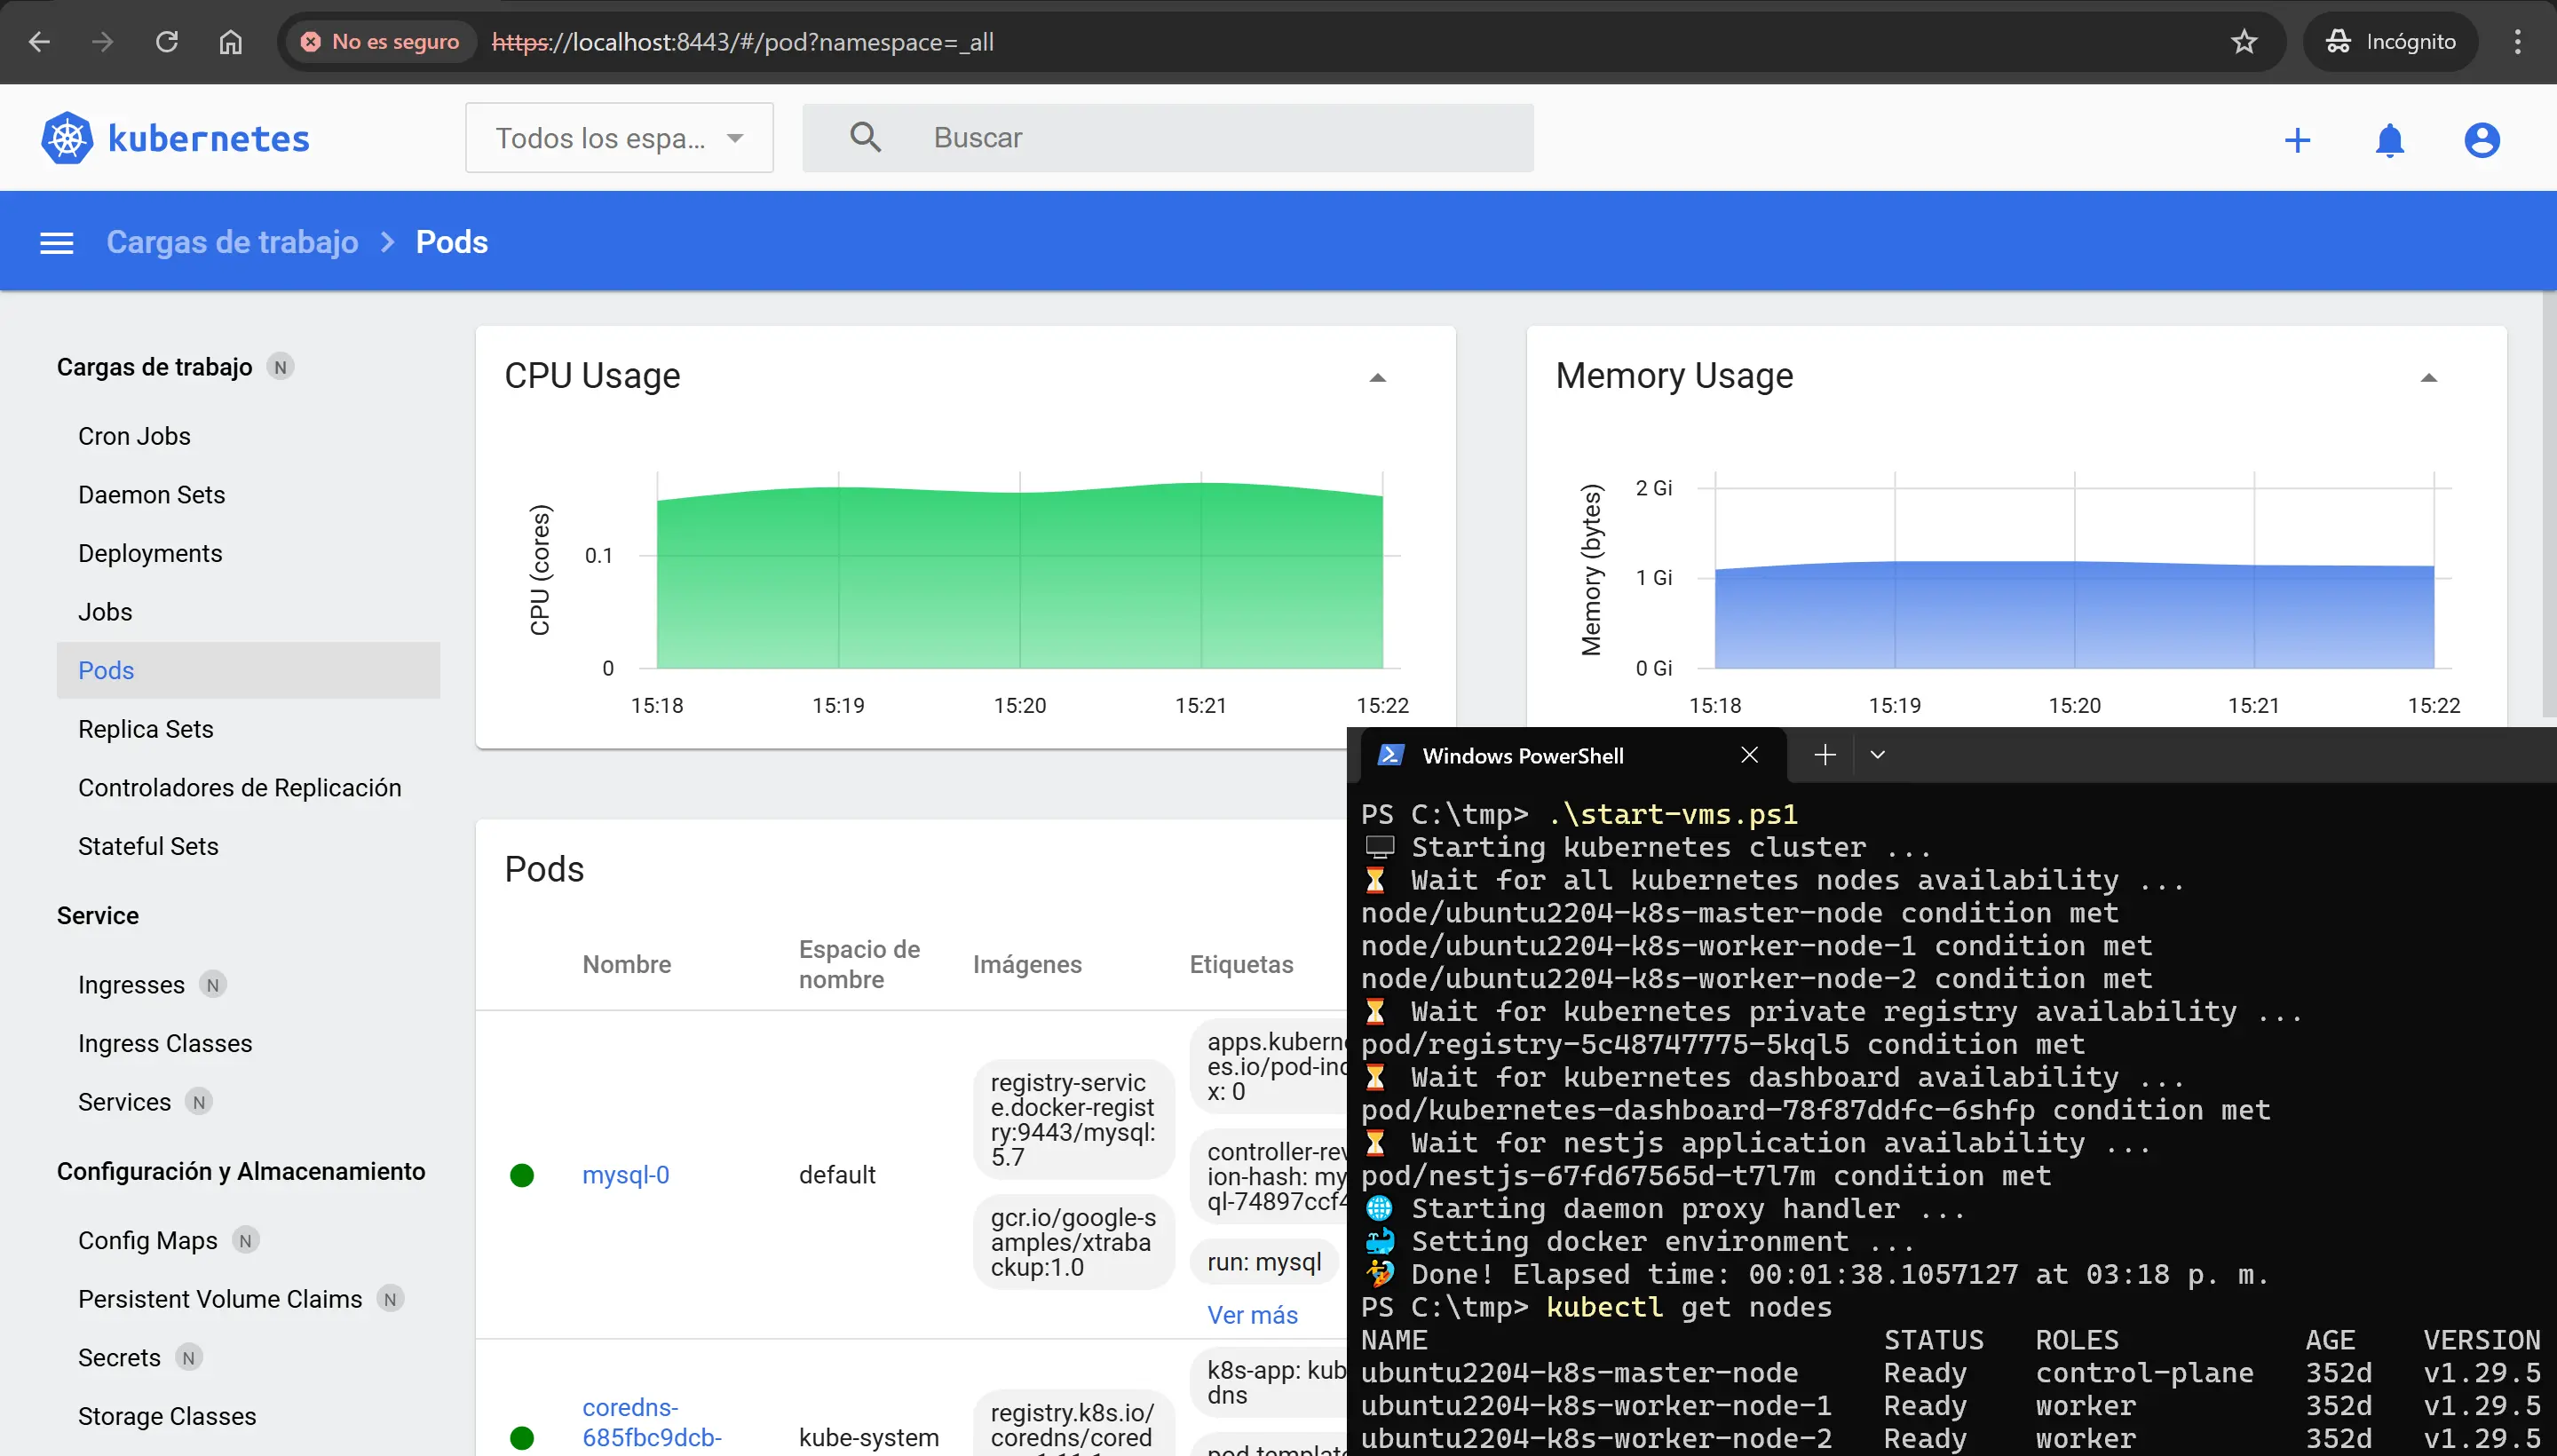 No es seguro
https://localhost:8443/#/pod?namespace=_all
Incógnito
kubernetes
Todos los espa...
Buscar
Cargas de trabajo
Pods
Cargas de trabajo N
Cron Jobs
Daemon Sets
Deployments
Jobs
Pods
Replica Sets
Controladores de Replicación
Stateful Sets
Service
Ingresses N
Ingress Classes
Services N
Configuración y Almacenamiento
Config Maps N
Persistent Volume Claims N
Secrets N
Storage Classes
CPU Usage
CPU (cores)
0.1
0
15:18 15:19 15:20 15:21 15:22
Memory Usage
Memory (bytes)
2 Gi
1 Gi
0 Gi
15:18 15:19 15:20 15:21 15:22
Pods
Nombre
Espacio de
nombre
Imágenes
Etiquetas
mysql-0
default
registry-servic
e.docker-regist
ry:9443/mysql:
5.7
gcr.io/google-s
amples/xtraba
ckup:1.0
apps.kuberne
es.io/pod-ind
x: 0
controller-rev
ion-hash: my
ql-74897ccf4
run: mysql
Ver más
coredns-
685fbc9dcb-
kube-system
registry.k8s.io/
coredns/cored
k8s-app: kub
dns
Windows PowerShell
PS C:\tmp> .\start-vms.ps1
Starting kubernetes cluster ...
Wait for all kubernetes nodes availability ...
node/ubuntu2204-k8s-master-node condition met
node/ubuntu2204-k8s-worker-node-1 condition met
node/ubuntu2204-k8s-worker-node-2 condition met
Wait for kubernetes private registry availability ...
pod/registry-5c48747775-5kql5 condition met
Wait for kubernetes dashboard availability ...
pod/kubernetes-dashboard-78f87ddfc-6shfp condition met
Wait for nestjs application availability ...
pod/nestjs-67fd67565d-t7l7m condition met
Starting daemon proxy handler ...
Setting docker environment ...
Done! Elapsed time: 00:01:38.1057127 at 03:18 p. m.
PS C:\tmp> kubectl get nodes
NAME STATUS ROLES AGE VERSION
ubuntu2204-k8s-master-node Ready control-plane 352d v1.29.5
ubuntu2204-k8s-worker-node-1 Ready worker 352d v1.29.5
ubuntu2204-k8s-worker-node-2 Ready worker 352d v1.29.5